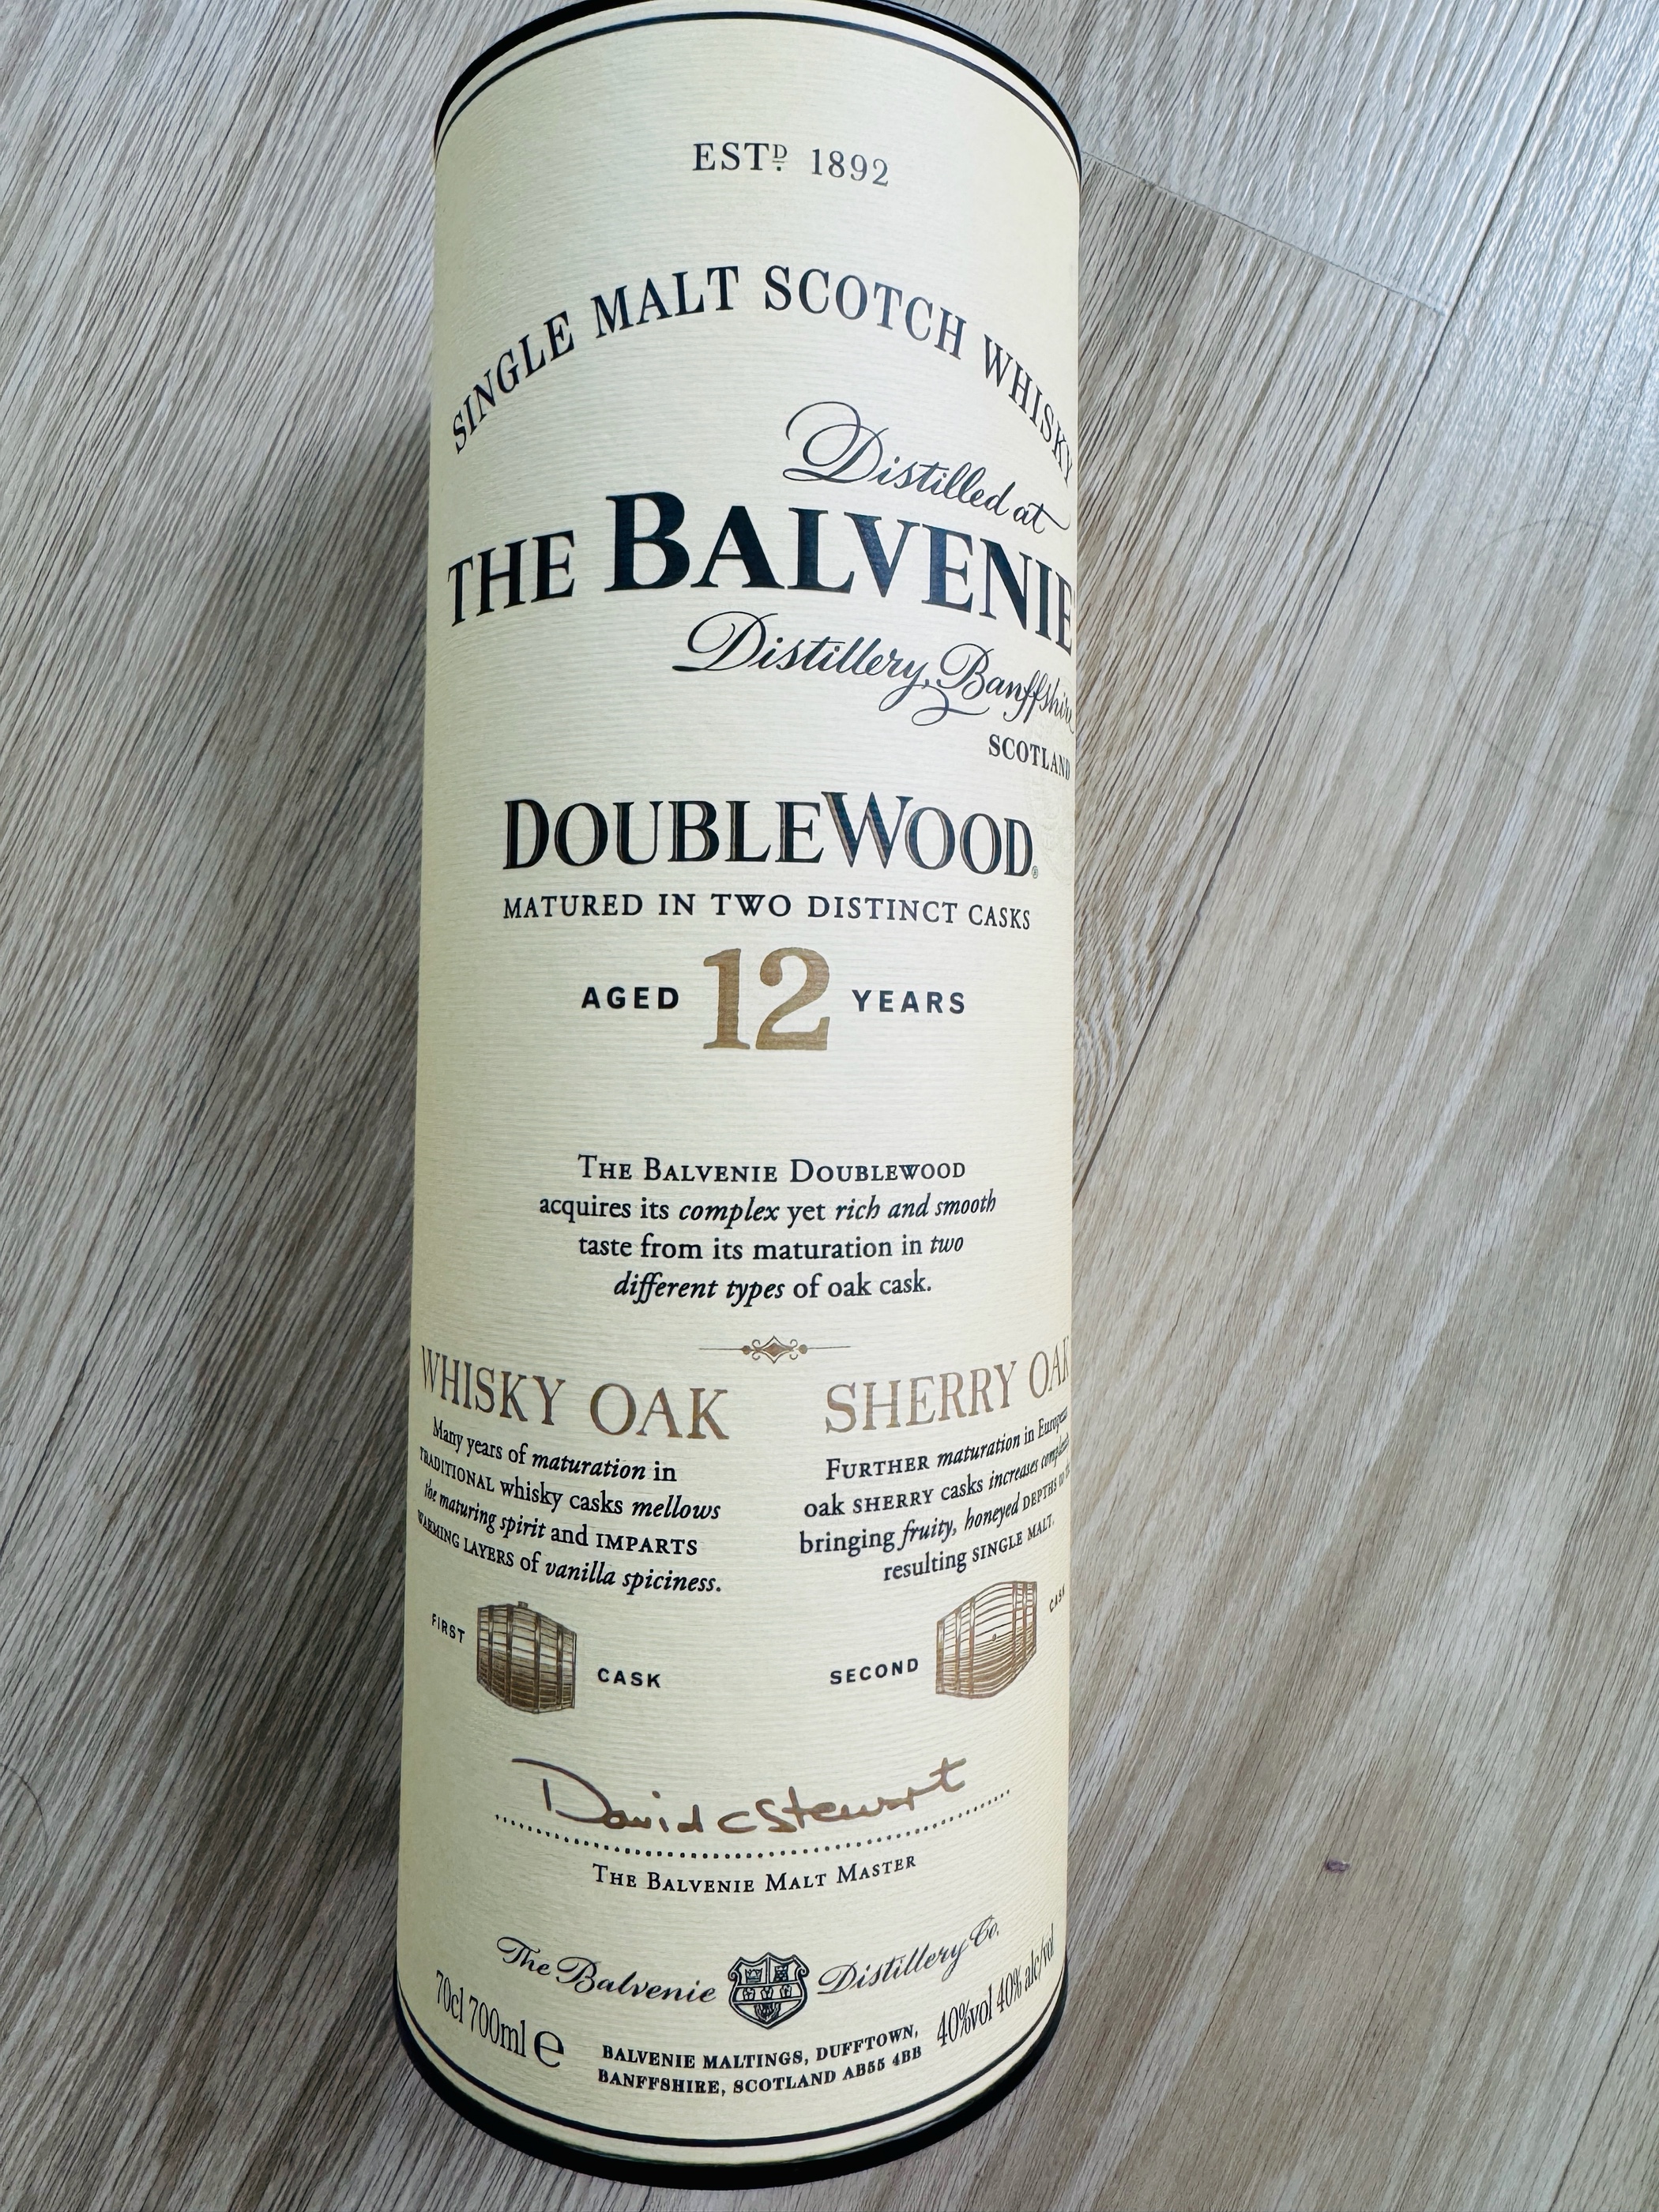 ESTD. 1892
SINGLE MALT SCOTCH WHISKY
Distilled at
THE BALVENIE
Distillery, Banffshire
SCOTLAND
DOUBLEWOOD®
MATURED IN TWO DISTINCT CASKS
AGED 12 YEARS
THE BALVENIE DOUBLEWOOD
acquires its complex yet rich and smooth
taste from its maturation in two
different types of oak cask.
WHISKY OAK
Many years of maturation in
TRADITIONAL whisky casks mellows
the maturing spirit and IMPARTS
WARMING LAYERS of vanilla spiciness.
FIRST CASK
SHERRY OAK
FURTHER maturation in European
oak SHERRY casks increases
bringing fruity, honeyed DEPTHS to
resulting SINGLE MALT.
SECOND CASK
David C Stewart
THE BALVENIE MALT MASTER
The Balvenie Distillery Co.
70cl 700ml e
BALVENIE MALTINGS, DUFFTOWN,
BANFFSHIRE, SCOTLAND AB55 4BB
40%vol 40% alc/vol